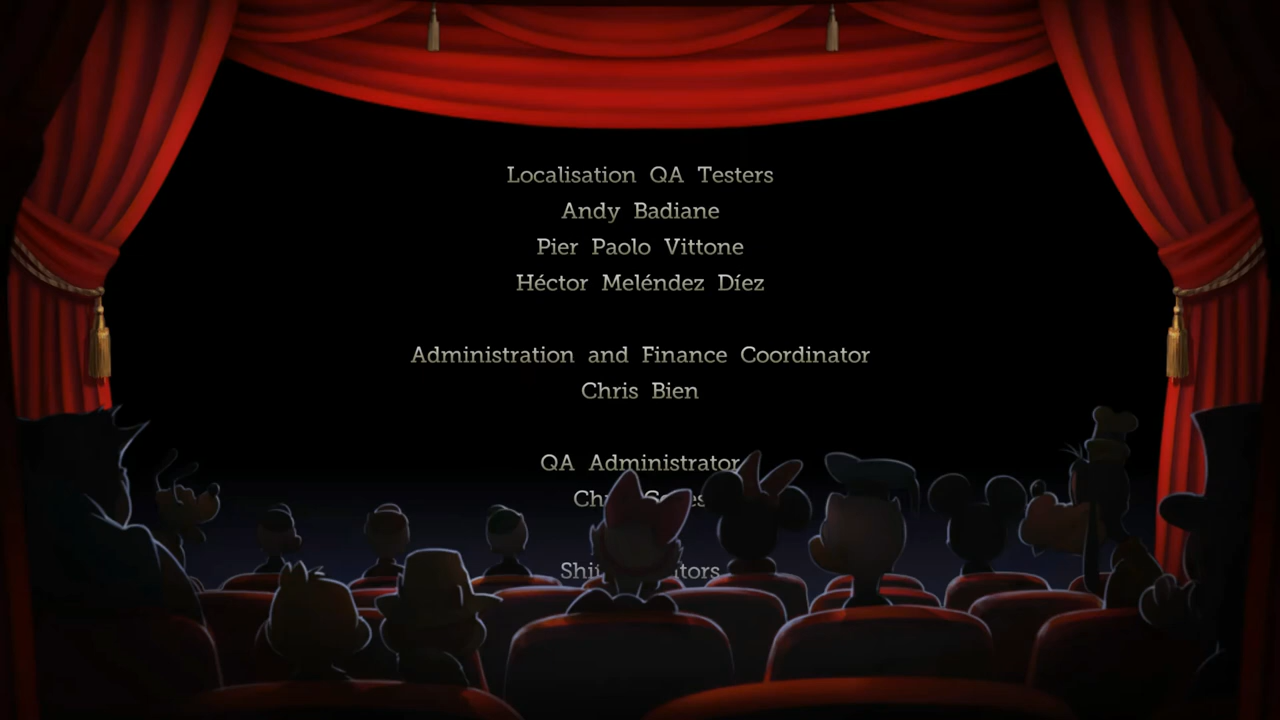 Localisation QA Testers
Andy Badiane
Pier Paolo Vittone
Héctor Meléndez Díez
Administration and Finance Coordinator
Chris Bien
QA Administrator